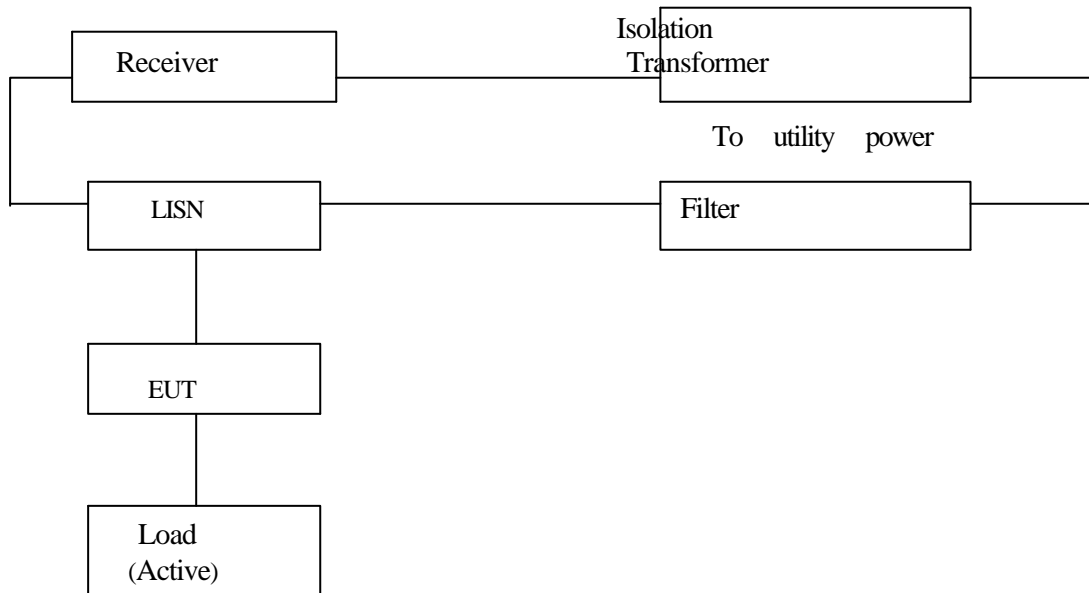 Isolation
Transformer
Receiver
To utility power
LISN
Filter
EUT
Load
(Active)